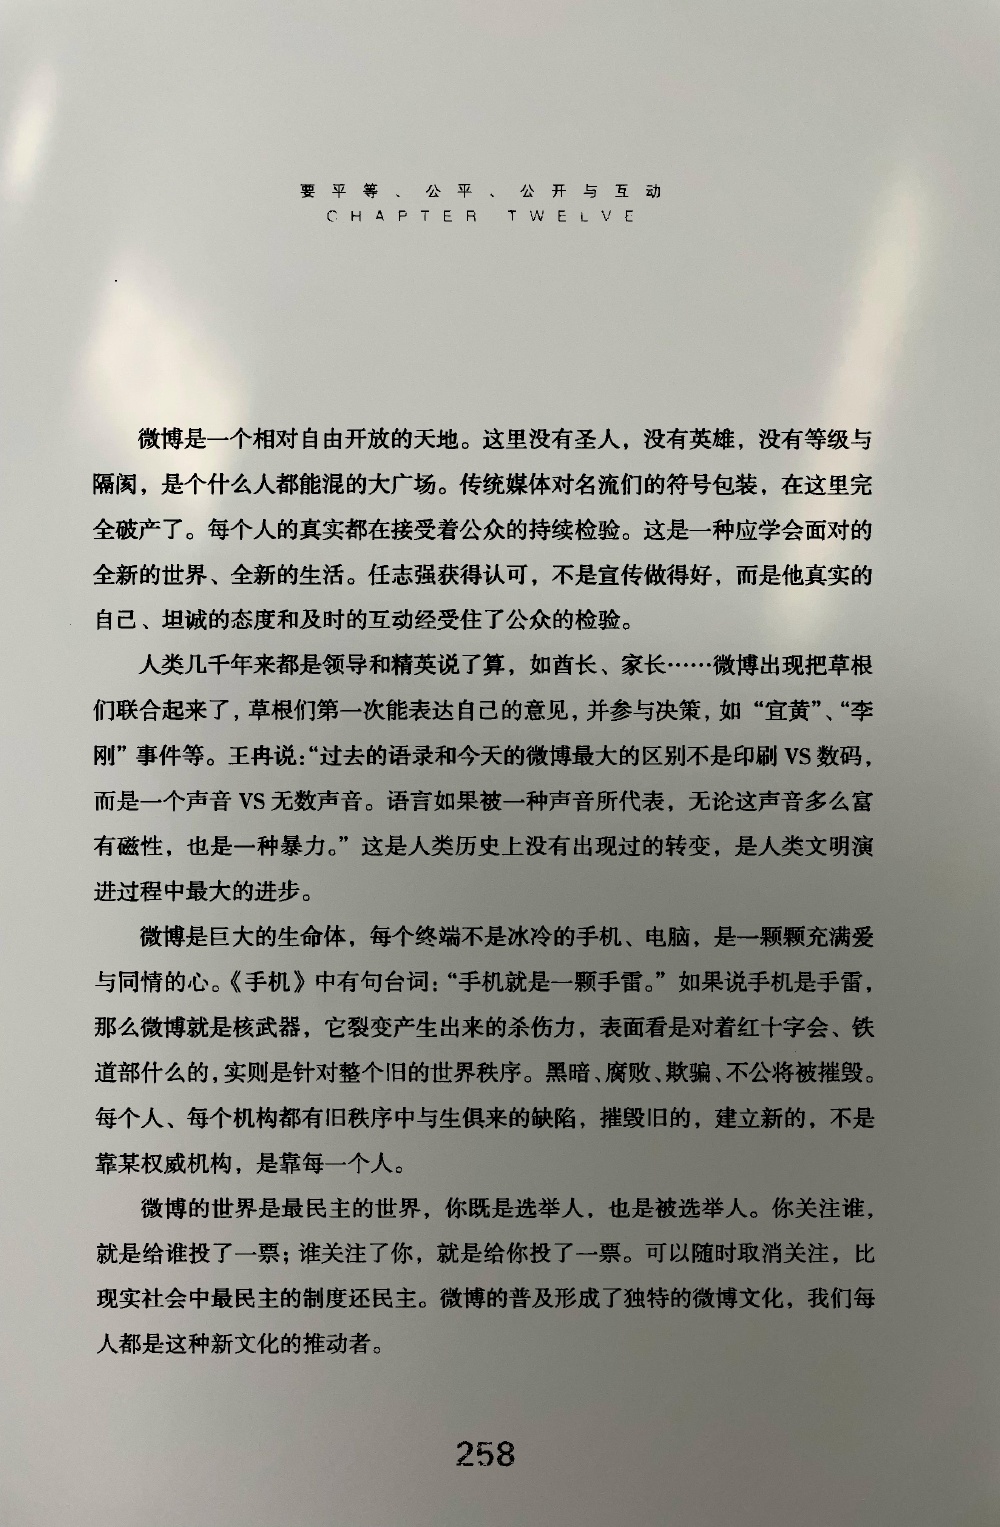 要平等、公平、公开与互动
CHAPTER TWELVE
微博是一个相对自由开放的天地。这里没有圣人，没有英雄，没有等级与
隔阂，是个什么人都能混的大广场。传统媒体对名流们的符号包装，在这里完
全破产了。每个人的真实都在接受着公众的持续检验。这是一种应学会面对的
全新的世界、全新的生活。任志强获得认可，不是宣传做得好，而是他真实的
自己、坦诚的态度和及时的互动经受住了公众的检验。
人类几千年来都是领导和精英说了算，如酋长、家长……微博出现把草根
们联合起来了，草根们第一次能表达自己的意见，并参与决策，如“宜黄”、“李
刚”事件等。王冉说：“过去的语录和今天的微博最大的区别不是印刷 VS 数码，
而是一个声音 VS 无数声音。语言如果被一种声音所代表，无论这声音多么富
有磁性，也是一种暴力。”这是人类历史上没有出现过的转变，是人类文明演
进过程中最大的进步。
微博是巨大的生命体，每个终端不是冰冷的手机、电脑，是一颗颗充满爱
与同情的心。《手机》中有句台词：“手机就是一颗手雷。”如果说手机是手雷，
那么微博就是核武器，它裂变产生出来的杀伤力，表面看是对着红十字会、铁
道部什么的，实则是针对整个旧的世界秩序。黑暗、腐败、欺骗、不公将被摧毁。
每个人、每个机构都有旧秩序中与生俱来的缺陷，摧毁旧的，建立新的，不是
靠某权威机构，是靠每一个人。
微博的世界是最民主的世界，你既是选举人，也是被选举人。你关注谁，
就是给谁投了一票；谁关注了你，就是给你投了一票。可以随时取消关注，比
现实社会中最民主的制度还民主。微博的普及形成了独特的微博文化，我们每
人都是这种新文化的推动者。
258